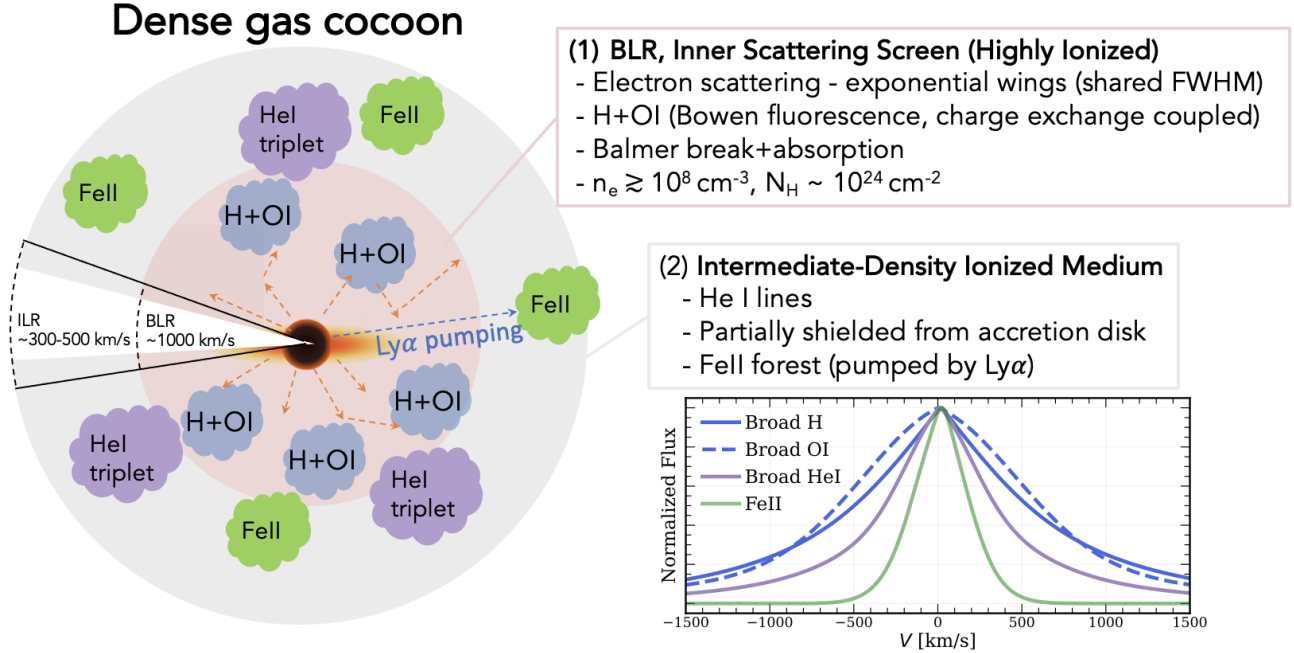 Dense gas cocoon
(1) BLR, Inner Scattering Screen (Highly Ionized)
- Electron scattering - exponential wings (shared FWHM)
- H+OI (Bowen fluorescence, charge exchange coupled)
- Balmer break+absorption
- nₑ ≳ 10⁸ cm⁻³, N_H ~ 10²⁴ cm⁻²
(2) Intermediate-Density Ionized Medium
- He I lines
- Partially shielded from accretion disk
- FeII forest (pumped by Lyα)
HeI
triplet
FeII
FeII
H+OI
H+OI
FeII
ILR
~300-500 km/s
BLR
~1000 km/s
Lyα pumping
H+OI
H+OI
HeI
triplet
H+OI
HeI
triplet
FeII
Broad H
Broad OI
Broad HeI
FeII
Normalized Flux
−1500
−1000
−500
0
500
1000
1500
V [km/s]